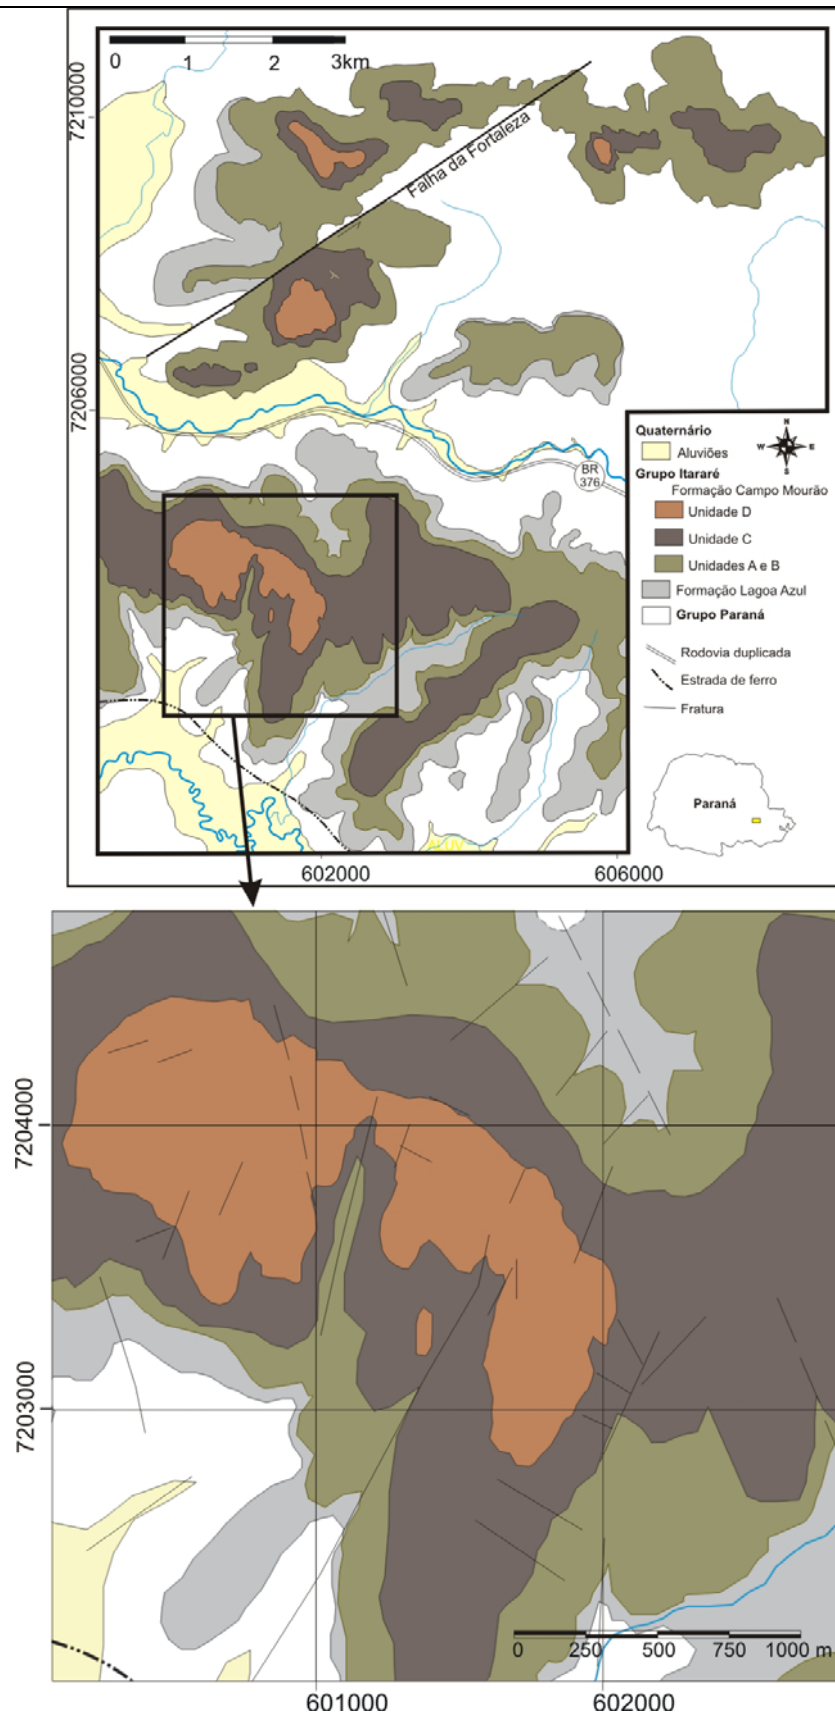 0 1 2 3km
7210000
Falha da Fortaleza
7206000
BR
376
Quaternário
Aluviões
N
W E
S
Grupo Itararé
Formação Campo Mourão
Unidade D
Unidade C
Unidades A e B
Formação Lagoa Azul
Grupo Paraná
Rodovia duplicada
Estrada de ferro
Fratura
Paraná
ALUV
602000 606000
7204000
7203000
0 250 500 750 1000 m
601000 602000